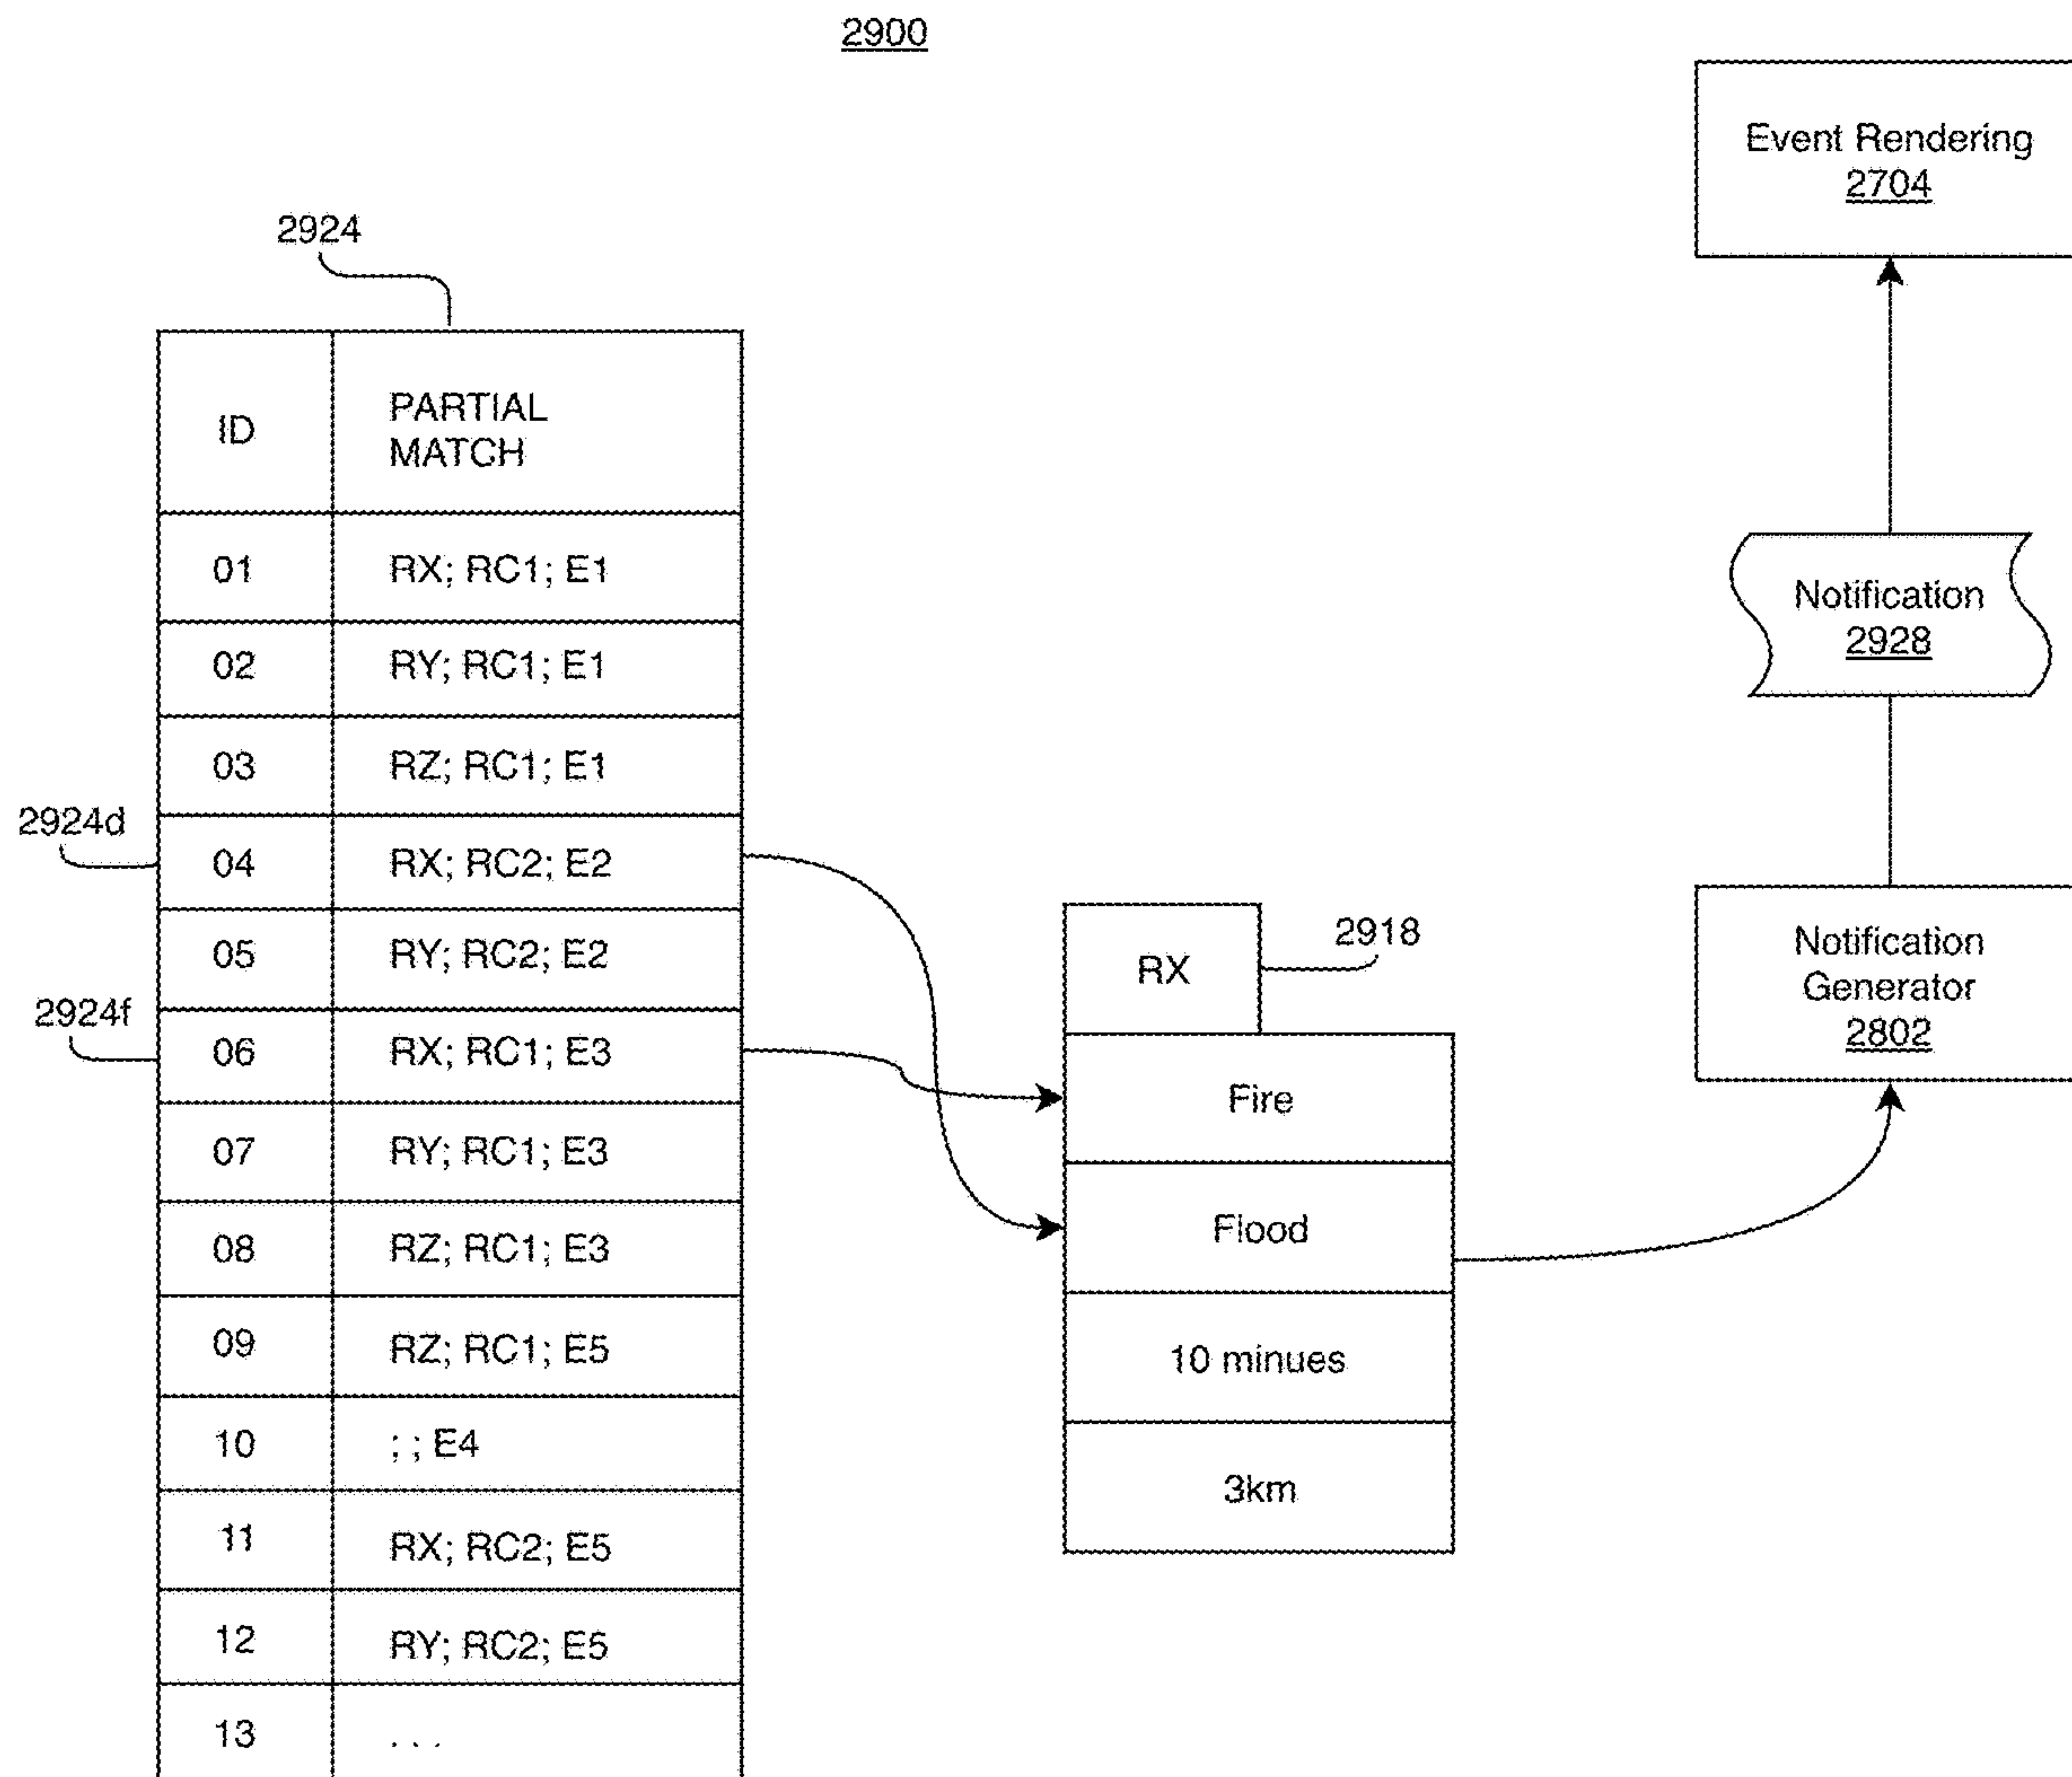 2900
Event Rendering
2704
2924
ID
PARTIAL
MATCH
01
RX; RC1; E1
02
RY; RC1; E1
03
RZ; RC1; E1
2924d
04
RX; RC2; E2
05
RY; RC2; E2
2924f
06
RX; RC1; E3
07
RY; RC1; E3
08
RZ; RC1; E3
09
RZ; RC1; E5
10
; ; E4
11
RX; RC2; E5
12
RY; RC2; E5
13
. . .
RX
2918
Fire
Flood
10 minues
3km
Notification
2928
Notification
Generator
2802